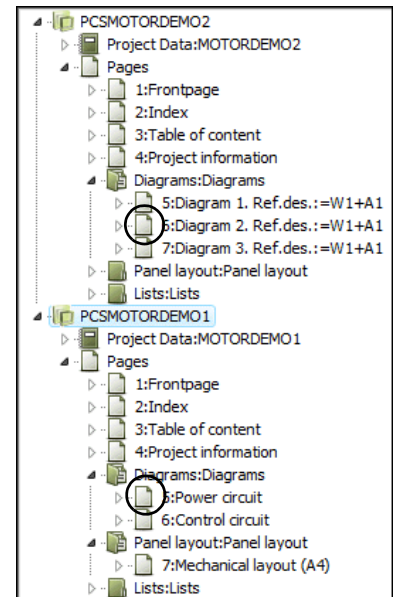 PCSMOTORDEMO2
Project Data:MOTORDEMO2
Pages
1:Frontpage
2:Index
3:Table of content
4:Project information
Diagrams:Diagrams
5:Diagram 1. Ref.des.:=W1+A1
6:Diagram 2. Ref.des.:=W1+A1
7:Diagram 3. Ref.des.:=W1+A1
Panel layout:Panel layout
Lists:Lists
PCSMOTORDEMO1
Project Data:MOTORDEMO1
Pages
1:Frontpage
2:Index
3:Table of content
4:Project information
Diagrams:Diagrams
5:Power circuit
6:Control circuit
Panel layout:Panel layout
7:Mechanical layout (A4)
Lists:Lists